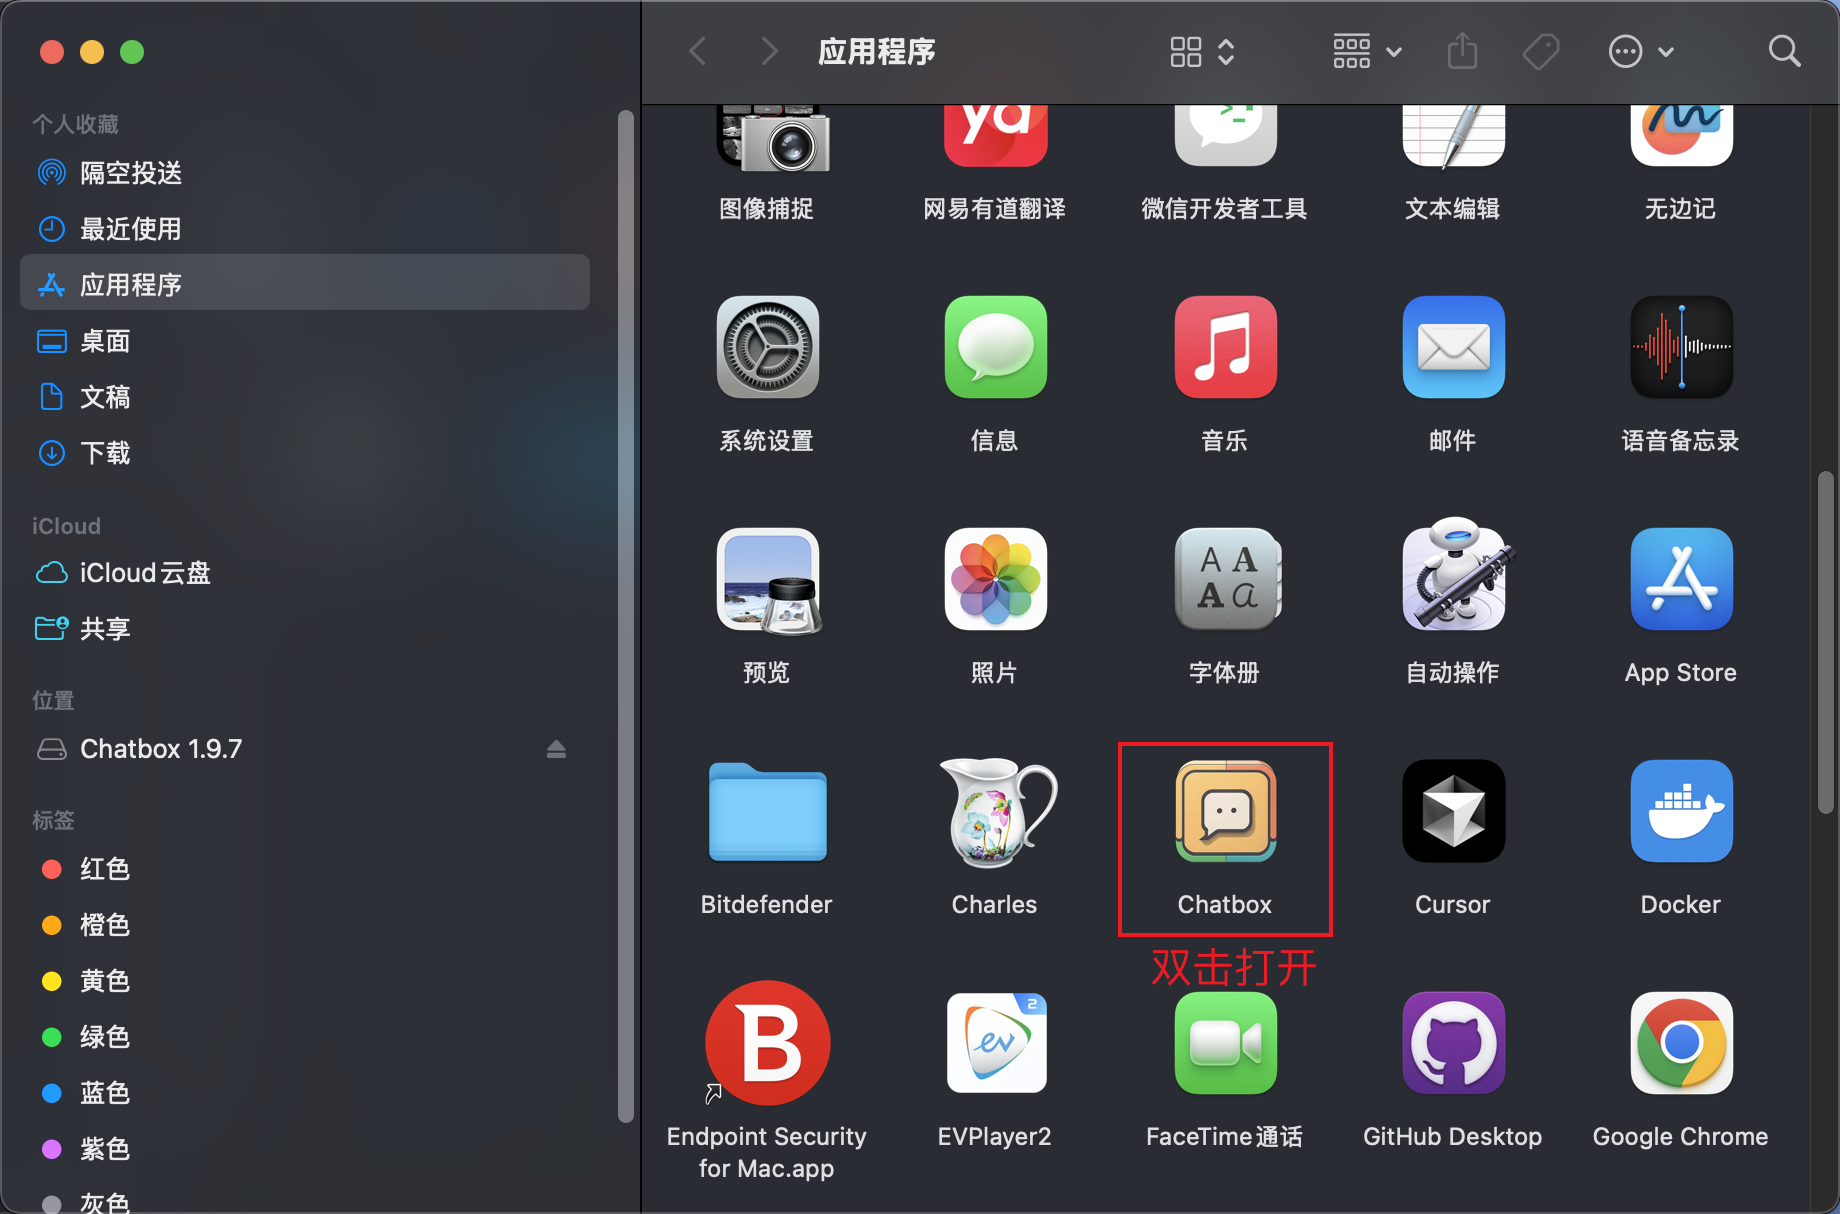 应用程序
个人收藏
隔空投送
最近使用
应用程序
桌面
文稿
下载
iCloud
iCloud云盘
共享
位置
Chatbox 1.9.7
标签
红色
橙色
黄色
绿色
蓝色
紫色
灰色
图像捕捉
网易有道翻译
微信开发者工具
文本编辑
无边记
系统设置
信息
音乐
邮件
语音备忘录
A A
A a
预览
照片
字体册
自动操作
App Store
Bitdefender
Charles
Chatbox
Cursor
Docker
双击打开
B
ev
2
Endpoint Security
for Mac.app
EVPlayer2
FaceTime通话
GitHub Desktop
Google Chrome